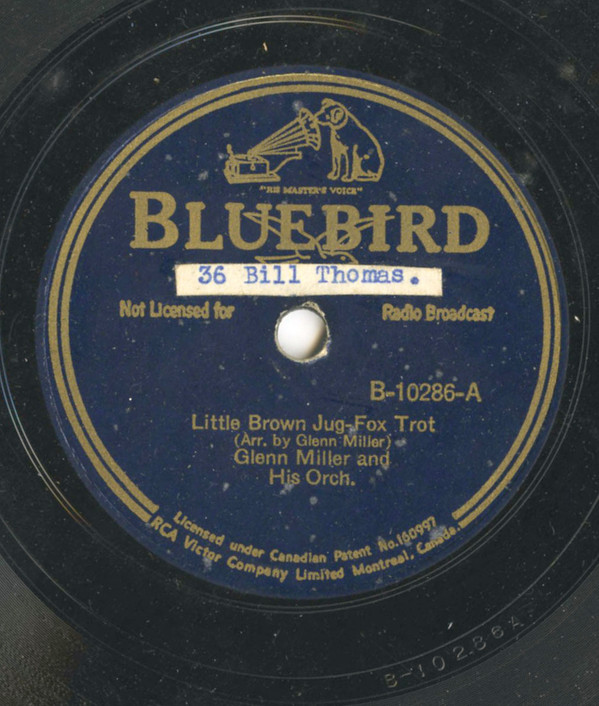 "HIS MASTER'S VOICE"
BLUEBIRD
36 Bill Thomas.
Not Licensed for Radio Broadcast
B-10286-A
Little Brown Jug-Fox Trot
(Arr. by Glenn Miller)
Glenn Miller and
His Orch.
Licensed under Canadian Patent No. 160997
RCA Victor Company Limited Montreal, Canada.
B-10286A